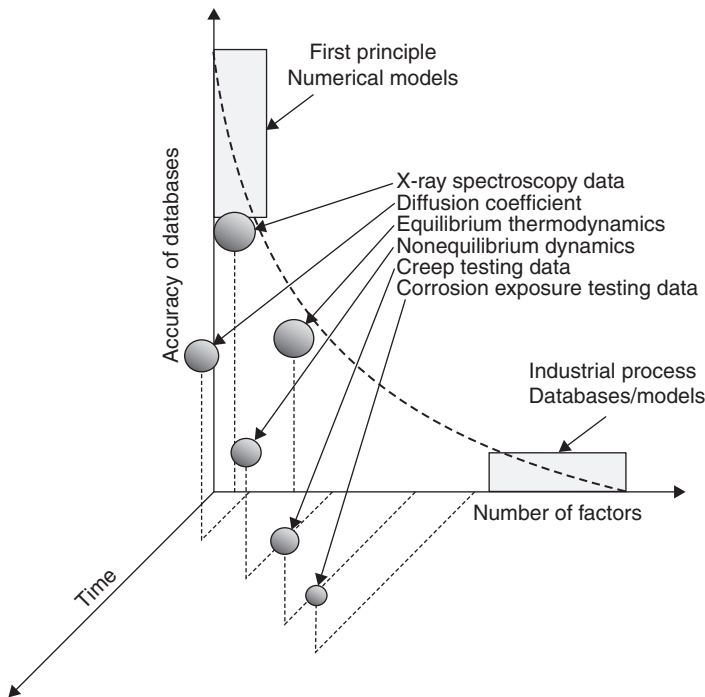 First principle
Numerical models
Accuracy of databases
X-ray spectroscopy data
Diffusion coefficient
Equilibrium thermodynamics
Nonequilibrium dynamics
Creep testing data
Corrosion exposure testing data
Industrial process
Databases/models
Number of factors
Time